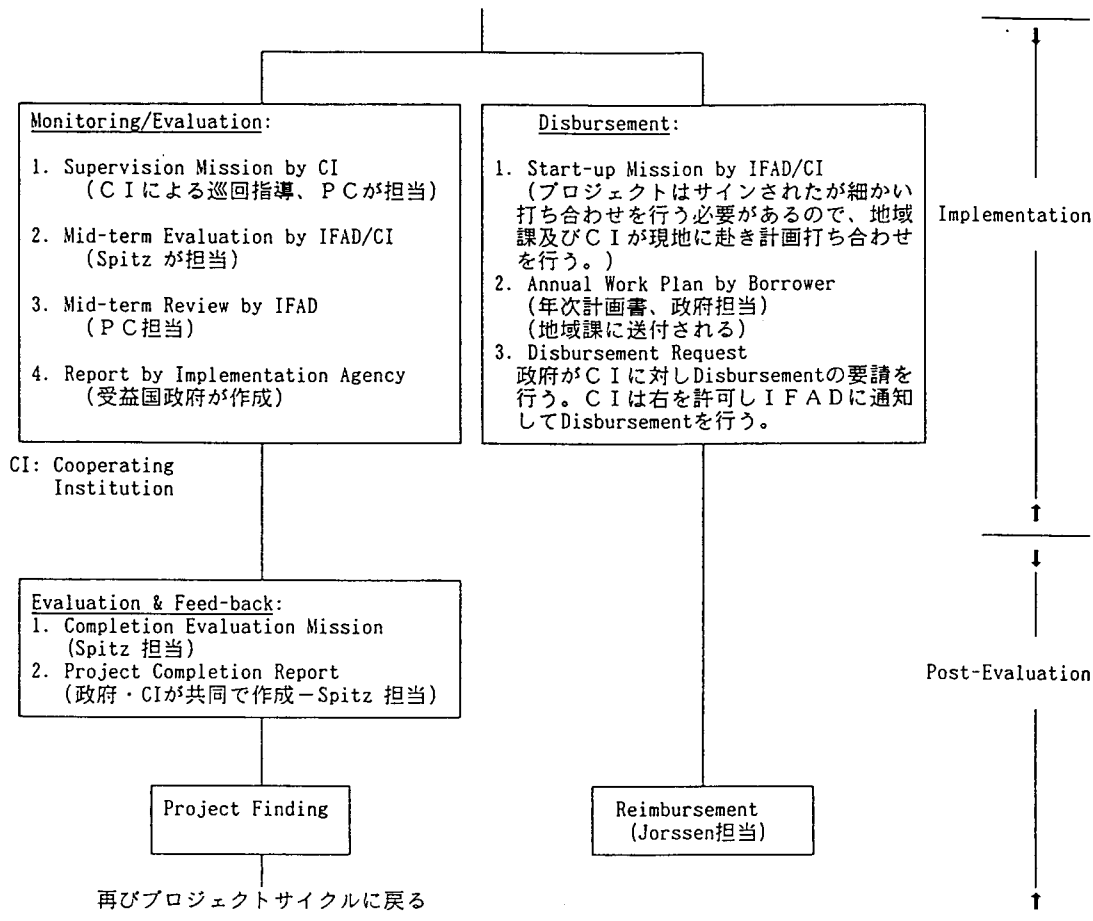 Monitoring/Evaluation:
1. Supervision Mission by CI
(CIによる巡回指導、PCが担当)
2. Mid-term Evaluation by IFAD/CI
(Spitz が担当)
3. Mid-term Review by IFAD
(PC担当)
4. Report by Implementation Agency
(受益国政府が作成)
CI: Cooperating
Institution
Disbursement:
1. Start-up Mission by IFAD/CI
(プロジェクトはサインされたが細かい
打ち合わせを行う必要があるので、地域
課及びCIが現地に赴き計画打ち合わせ
を行う。)
2. Annual Work Plan by Borrower
(年次計画書、政府担当)
(地域課に送付される)
3. Disbursement Request
政府がCIに対しDisbursementの要請を
行う。CIは右を許可しIFADに通知
してDisbursementを行う。
Implementation
Evaluation & Feed-back:
1. Completion Evaluation Mission
(Spitz 担当)
2. Project Completion Report
(政府・CIが共同で作成-Spitz 担当)
Post-Evaluation
Project Finding
Reimbursement
(Jorssen担当)
再びプロジェクトサイクルに戻る